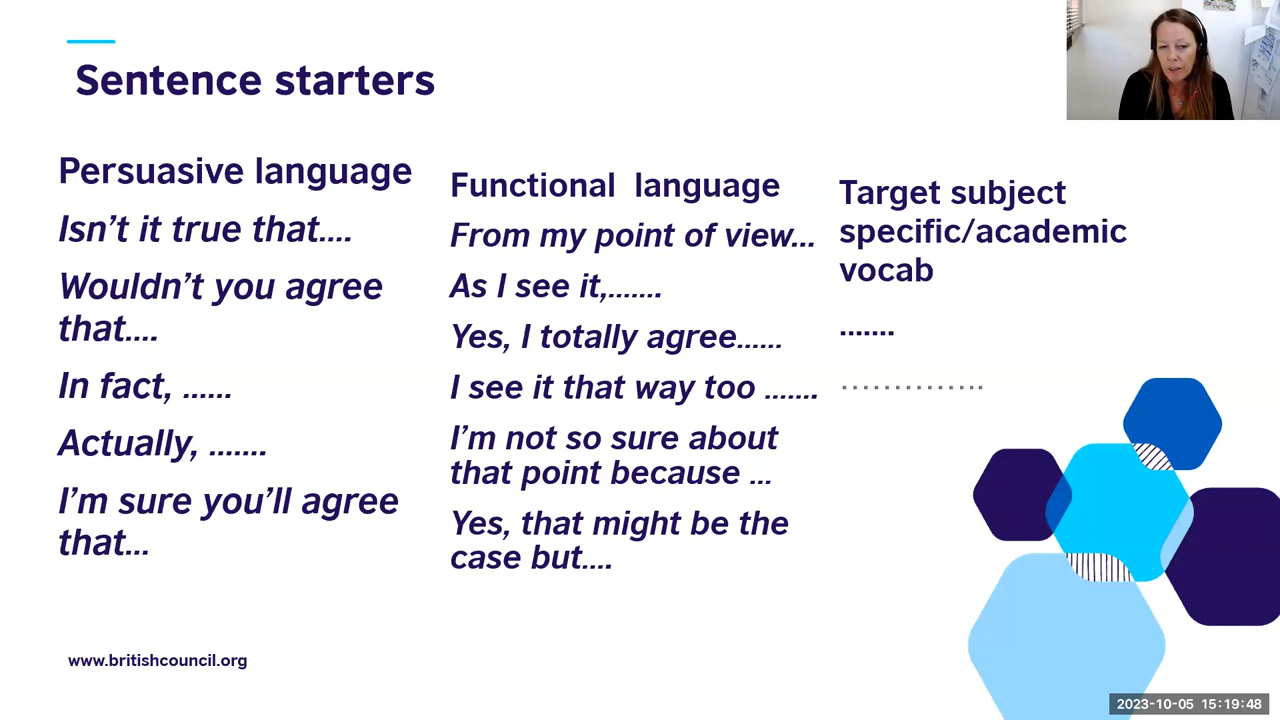 Sentence starters
Persuasive language
Isn't it true that....
Wouldn't you agree
that....
In fact, ......
Actually, .......
I'm sure you'll agree
that...
Functional language
From my point of view...
As I see it,.......
Yes, I totally agree......
I see it that way too .......
I'm not so sure about
that point because ...
Yes, that might be the
case but....
Target subject
specific/academic
vocab
.......
..............
www.britishcouncil.org
2023-10-05 15:19:48